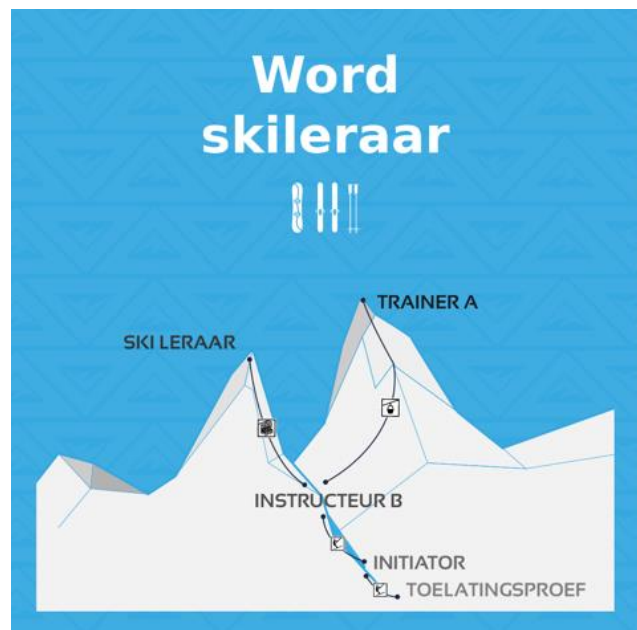 Word
skileraar
TRAINER A
SKI LERAAR
INSTRUCTEUR B
INITIATOR
TOELATINGSPROEF